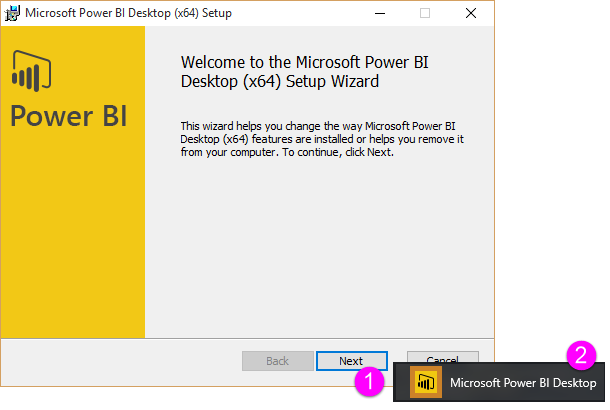 Microsoft Power BI Desktop (x64) Setup
Power BI
Welcome to the Microsoft Power BI
Desktop (x64) Setup Wizard
This wizard helps you change the way Microsoft Power BI
Desktop (x64) features are installed or helps you remove it
from your computer. To continue, click Next.
Back
Next
Cancel
1
2
Microsoft Power BI Desktop